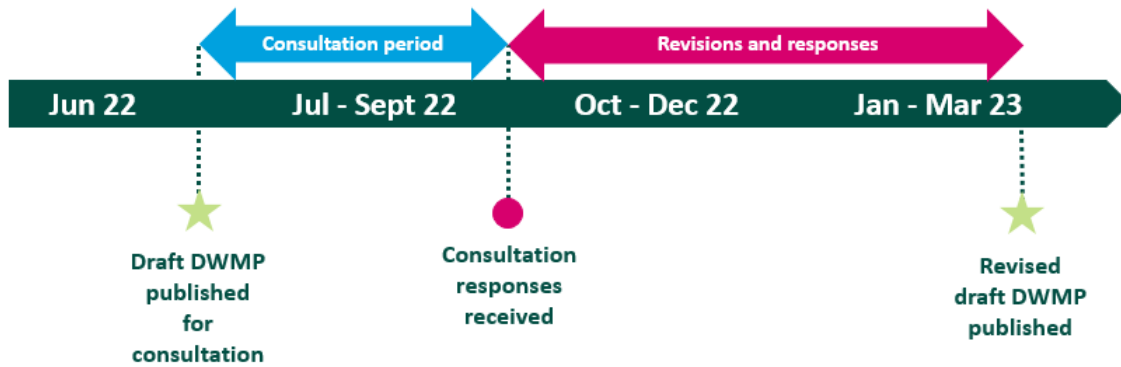 Consultation period
Revisions and responses
Jun 22
Jul - Sept 22
Oct - Dec 22
Jan - Mar 23
Draft DWMP
published
for
consultation
Consultation
responses
received
Revised
draft DWMP
published